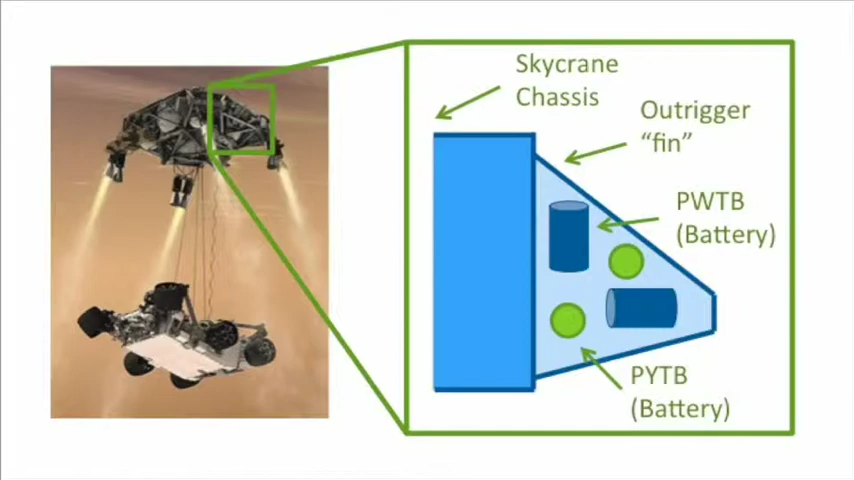 Skycrane
Chassis
Outrigger
“fin”
PWTB
(Battery)
PYTB
(Battery)